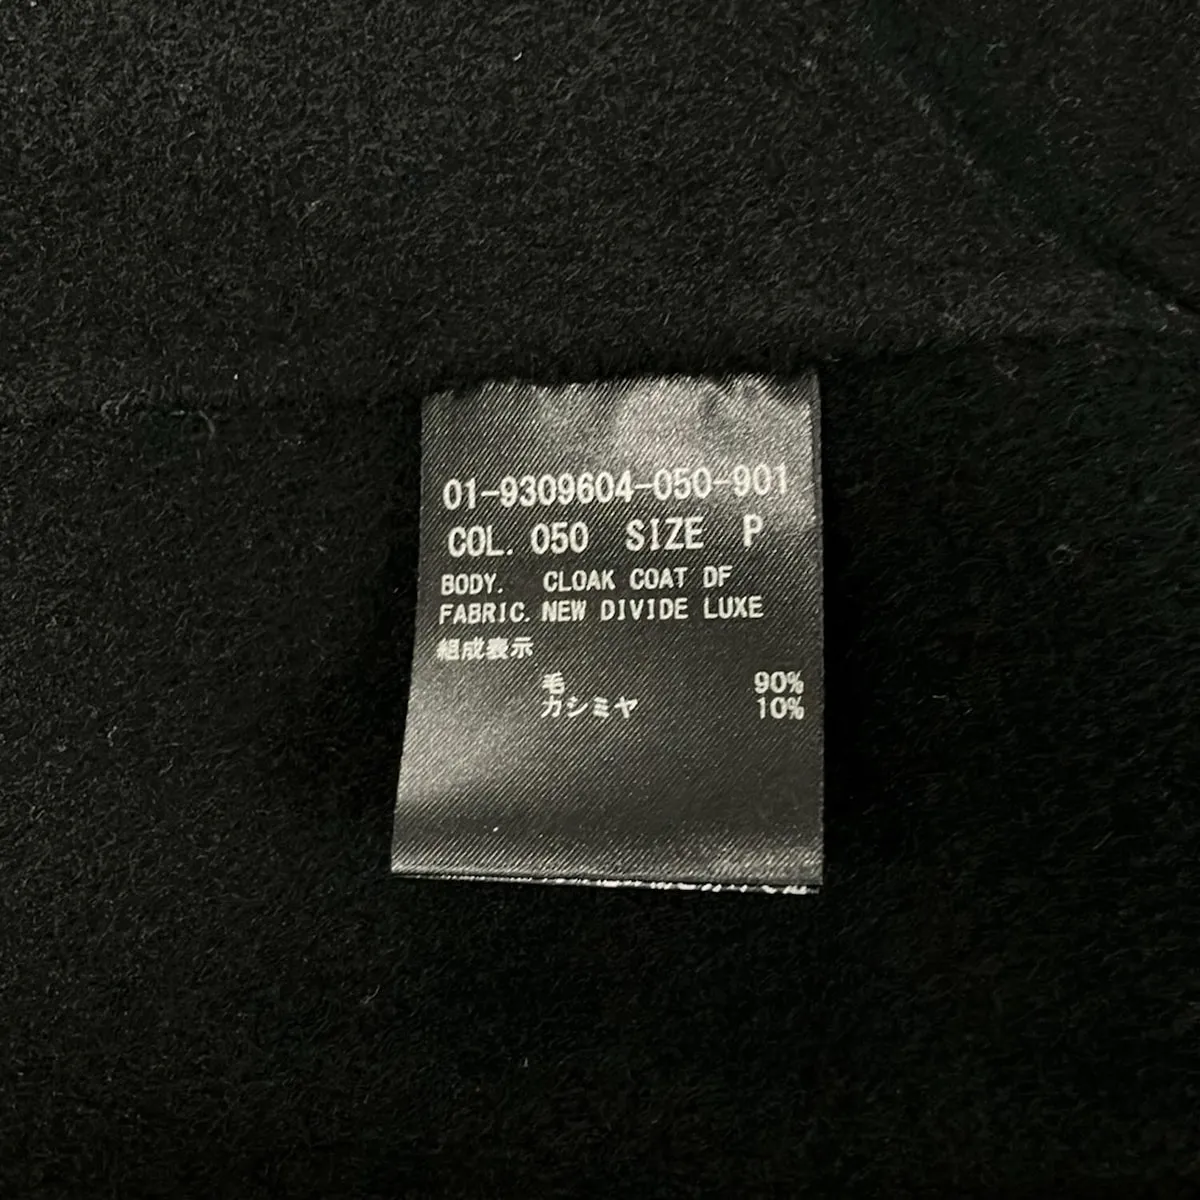 01-9309604-050-901
COL. 050 SIZE P
BODY. CLOAK COAT DF
FABRIC. NEW DIVIDE LUXE
組成表示
毛 90%
カシミヤ 10%